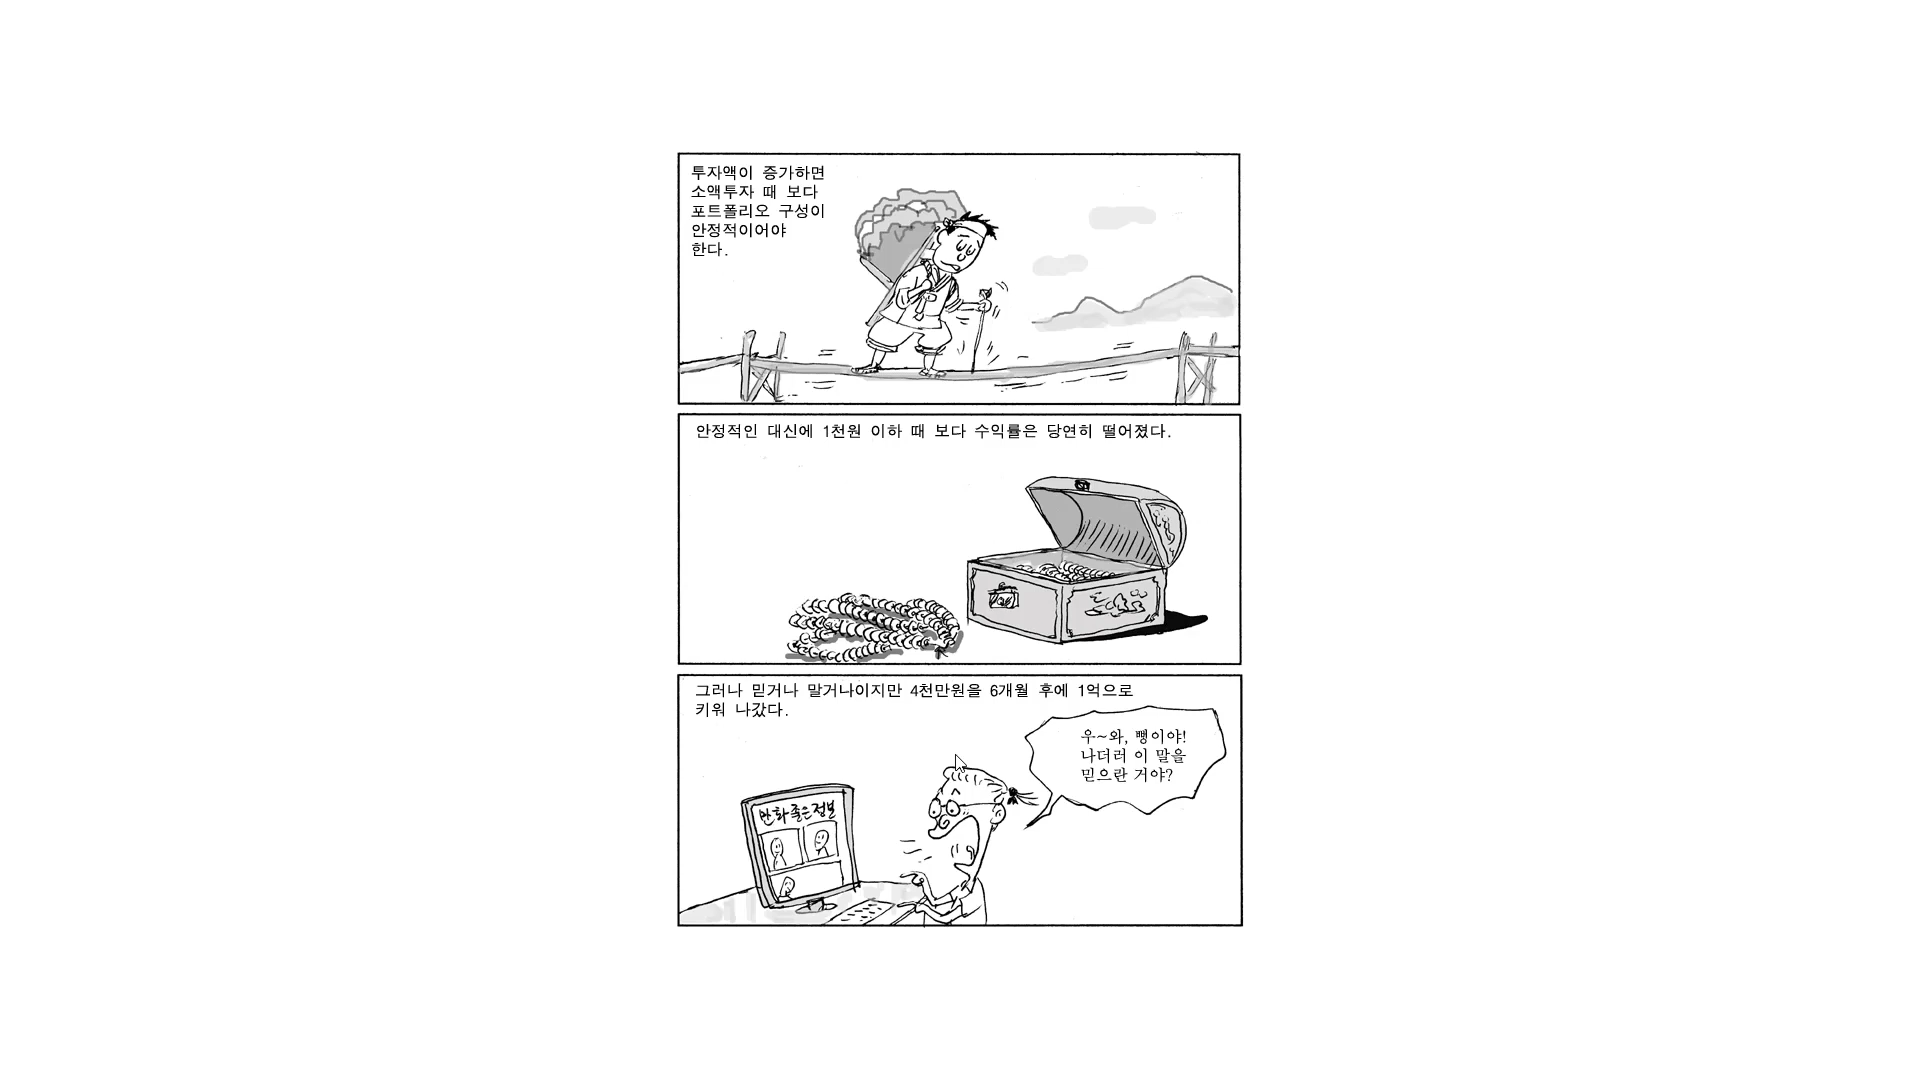 투자액이 증가하면
소액투자 때 보다
포트폴리오 구성이
안정적이어야
한다.
안정적인 대신에 1천원 이하 때 보다 수익률은 당연히 떨어졌다.
그러나 믿거나 말거나이지만 4천만원을 6개월 후에 1억으로
키워 나갔다.
우~와, 뻥이야!
나더러 이 말을
믿으란 거야?
만화 좋은정보